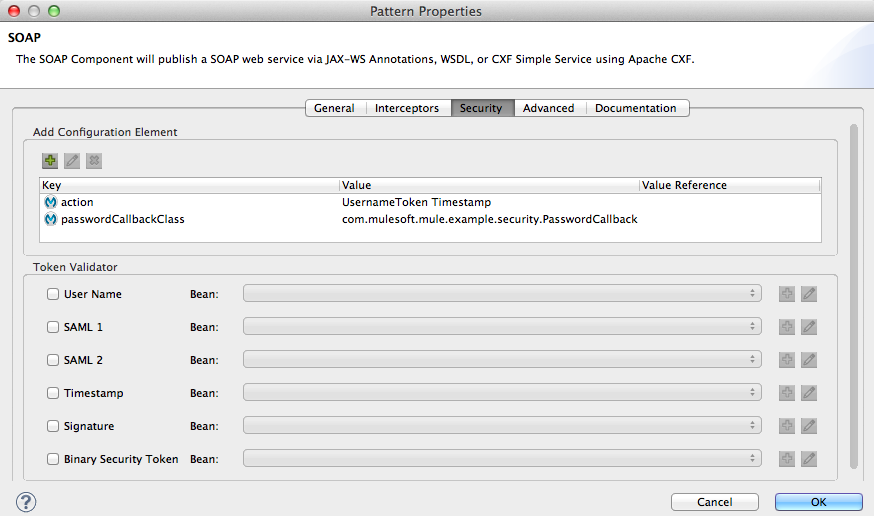 Pattern Properties
SOAP
The SOAP Component will publish a SOAP web service via JAX-WS Annotations, WSDL, or CXF Simple Service using Apache CXF.
General Interceptors Security Advanced Documentation
Add Configuration Element
Key Value Value Reference
action UsernameToken Timestamp
passwordCallbackClass com.mulesoft.mule.example.security.PasswordCallback
Token Validator
User Name Bean:
SAML 1 Bean:
SAML 2 Bean:
Timestamp Bean:
Signature Bean:
Binary Security Token Bean:
? Cancel OK